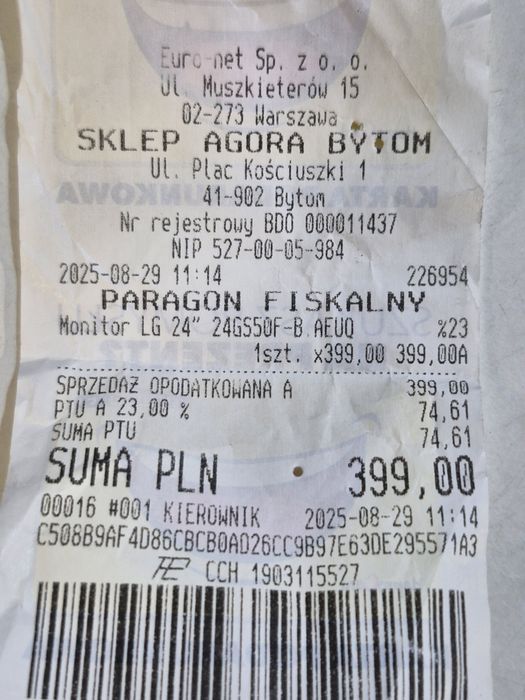 Euro-net Sp. z o. o.
Ul. Muszkieterów 15
02-273 Warszawa
SKLEP AGORA BYTOM
Ul. Plac Kościuszki 1
41-902 Bytom
Nr rejestrowy BDO 000011437
NIP 527-00-05-984
2025-08-29 11:14 226954
PARAGON FISKALNY
Monitor LG 24" 24GS50F-B.AEUQ %23
1szt. x399,00 399,00A
SPRZEDAŻ OPODATKOWANA A 399,00
PTU A 23,00 % 74,61
SUMA PTU 74,61
SUMA PLN 399,00
00016 #001 KIEROWNIK 2025-08-29 11:14
C508B9AF4D86CBCB0AD26CC9B97E63DE295571A3
CCH 1903115527